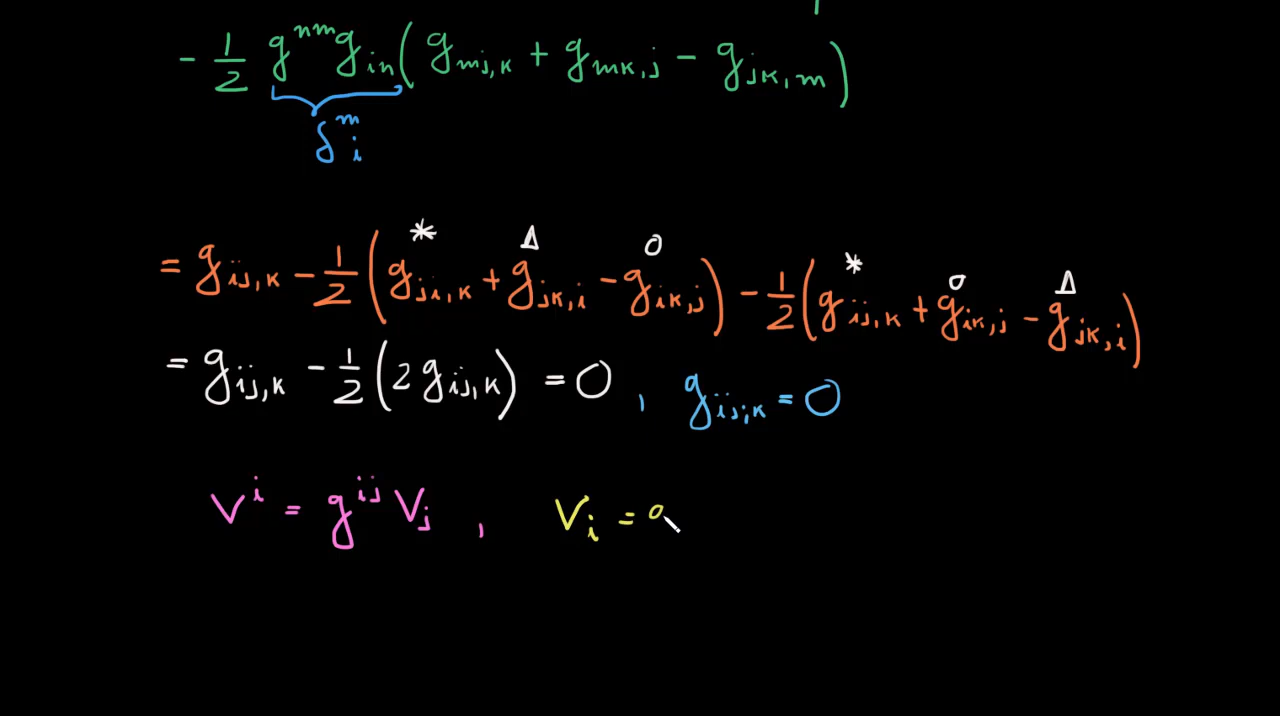 - 1/2 g^{nm} g_{in} ( g_{mj,k} + g_{mk,j} - g_{jk,m} )
δ^m_i
* Δ o * o Δ
= g_{ij,k} - 1/2 ( g_{ji,k} + g_{jk,i} - g_{ik,j} ) - 1/2 ( g_{ij,k} + g_{ik,j} - g_{jk,i} )
= g_{ij,k} - 1/2 ( 2 g_{ij,k} ) = 0 , g_{ij;k} = 0
V^i = g^{ij} V_j , V_i =